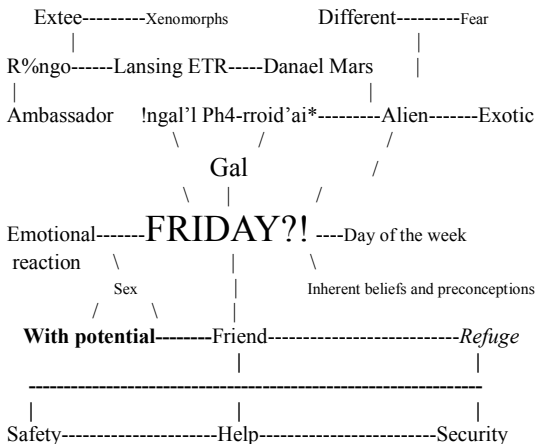 Extee---------Xenomorphs Different--------Fear
R%ngo------Lansing ETR-----Danael Mars
Ambassador !ngal'l Ph4-rroid'ai*---------Alien-------Exotic
Gal
Emotional-------FRIDAY?! ----Day of the week
reaction
Sex Inherent beliefs and preconceptions
With potential--------Friend---------------------------Refuge
Safety----------------------Help-------------------------Security